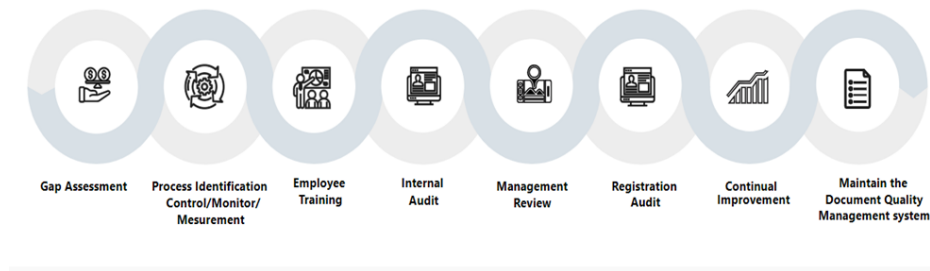 Gap Assessment
Process Identification
Control/Monitor/
Mesurement
Employee
Training
Internal
Audit
Management
Review
Registration
Audit
Continual
Improvement
Maintain the
Document Quality
Management system